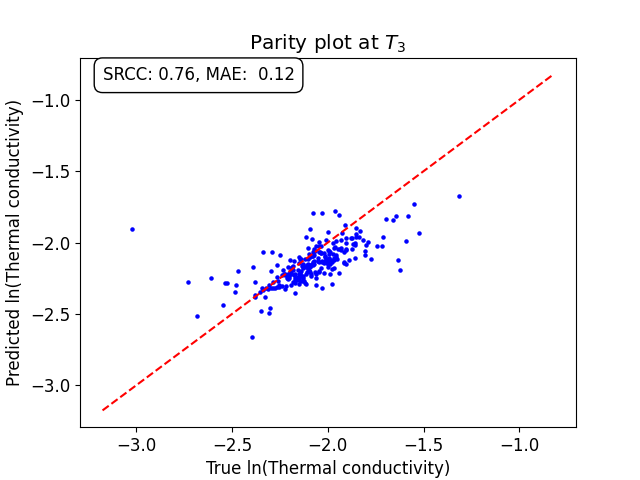 Parity plot at T₃
SRCC: 0.76, MAE:  0.12
Predicted ln(Thermal conductivity)
−1.0
−1.5
−2.0
−2.5
−3.0
−3.0 −2.5 −2.0 −1.5 −1.0
True ln(Thermal conductivity)